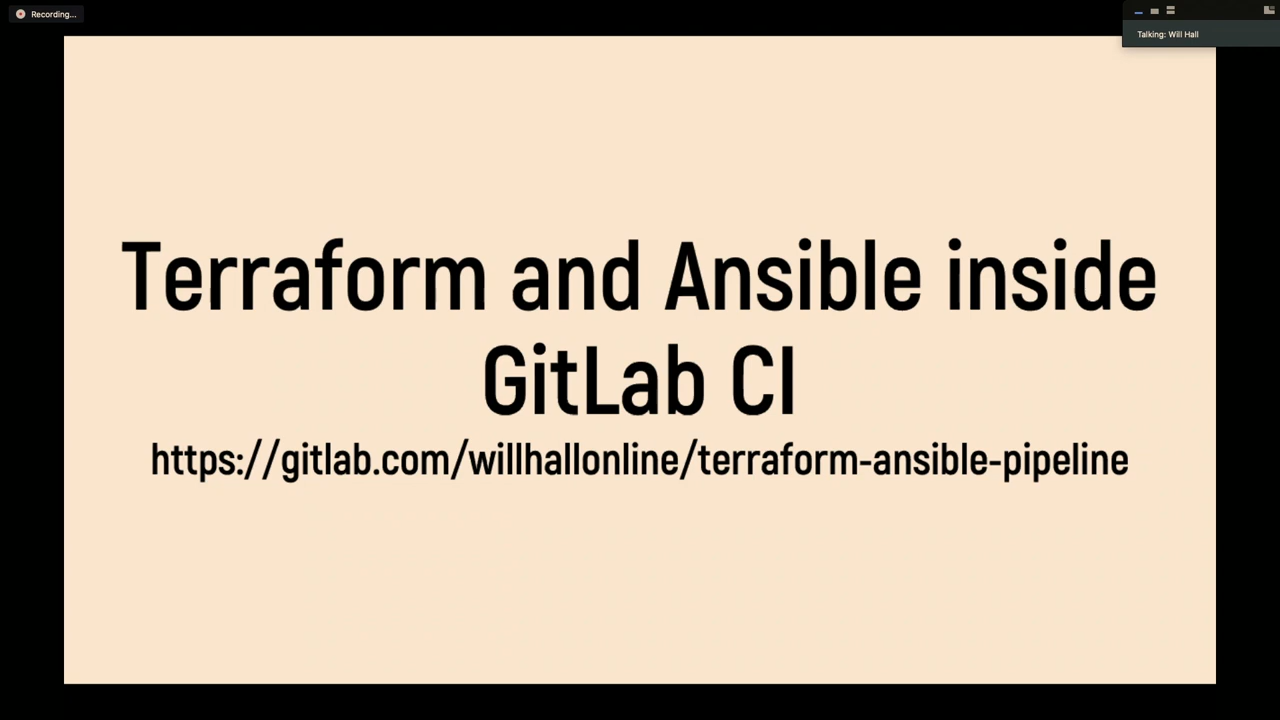 Recording...
Talking: Will Hall
Terraform and Ansible inside
GitLab CI
https://gitlab.com/willhallonline/terraform-ansible-pipeline